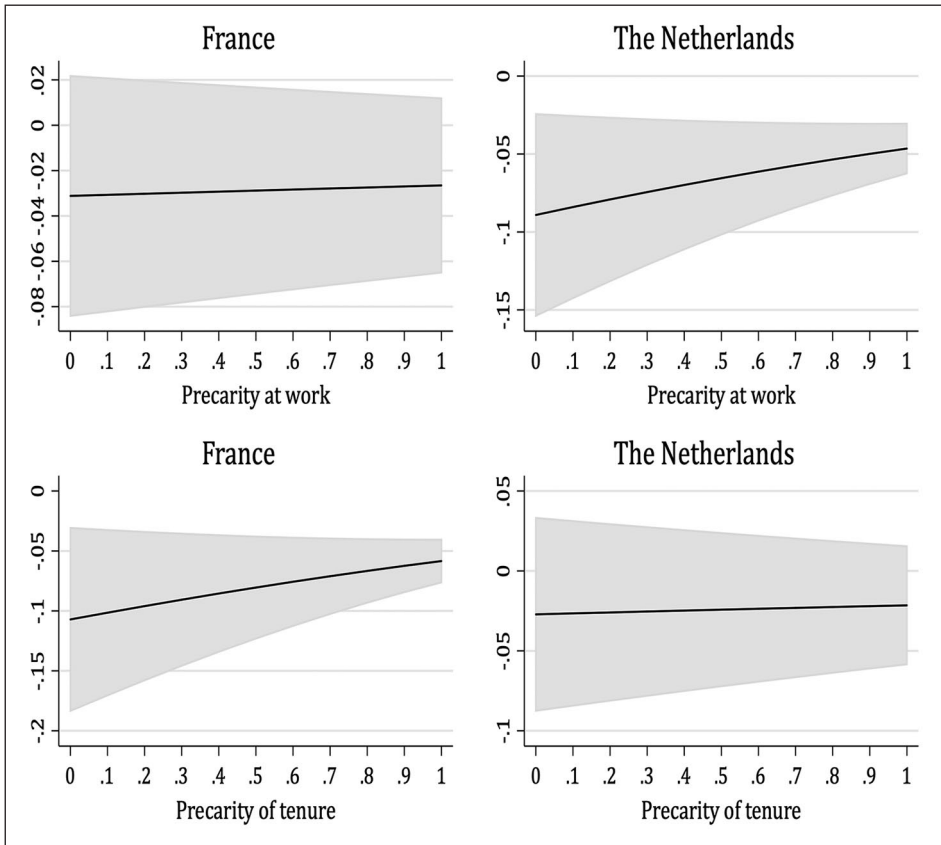 France
.02
0
-.02
-.04
-.06
-.08
0 .1 .2 .3 .4 .5 .6 .7 .8 .9 1
Precarity at work
The Netherlands
0
-.05
-.1
-.15
0 .1 .2 .3 .4 .5 .6 .7 .8 .9 1
Precarity at work
France
0
-.05
-.1
-.15
-.2
0 .1 .2 .3 .4 .5 .6 .7 .8 .9 1
Precarity of tenure
The Netherlands
.05
0
-.05
-.1
0 .1 .2 .3 .4 .5 .6 .7 .8 .9 1
Precarity of tenure